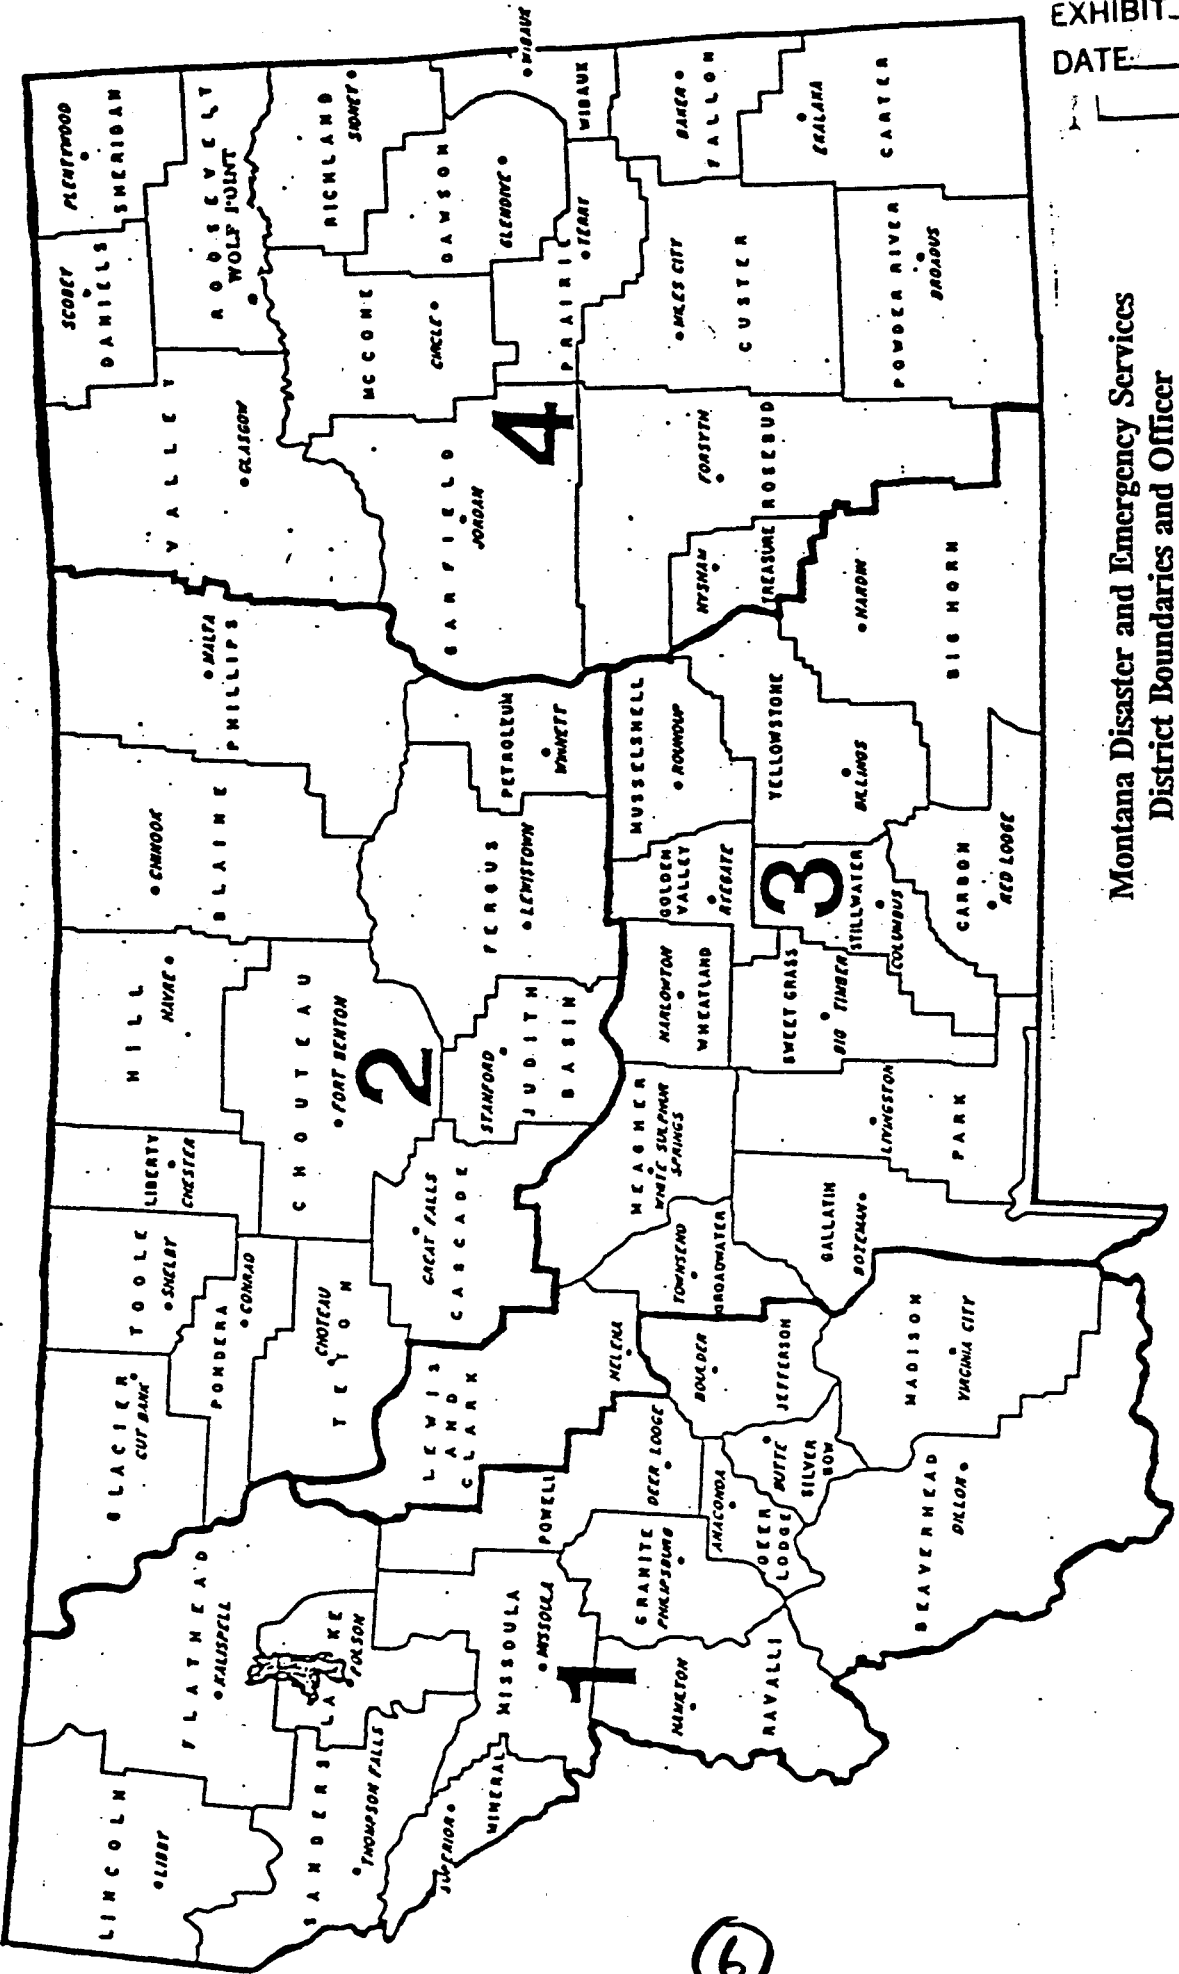 EXHIBIT
DATE
LINCOLN
LIBBY
FLATHEAD
KALISPELL
SANDERS
THOMPSON FALLS
LAKE
POLSON
SUPERIOR
MINERAL
MISSOULA
MISSOULA
1
HAMILTON
RAVALLI
GRANITE
PHILIPSBURG
POWELL
DEER LODGE
ANACONDA
DEER
LODGE
BUTTE
SILVER
BOW
BEAVERHEAD
DILLON
MADISON
VIRGINIA CITY
BOULDER
JEFFERSON
GLACIER
CUT BANK
TOOLE
SHELBY
PONDERA
CONRAD
CHOTEAU
TETON
LEWIS
AND
CLARK
HELENA
LIBERTY
CHESTER
HILL
HAVRE
CHOUTEAU
FORT BENTON
2
GREAT FALLS
CASCADE
STANFORD
JUDITH
BASIN
CHINOOK
BLAINE
MALTA
PHILLIPS
FERGUS
LEWISTOWN
PETROLEUM
WINNETT
MEAGHER
WHITE SULPHUR
SPRINGS
TOWNSEND
BROADWATER
GALLATIN
BOZEMAN
LIVINGSTON
PARK
HARLOWTON
WHEATLAND
SWEET GRASS
BIG TIMBER
GOLDEN
VALLEY
RYEGATE
3
STILLWATER
COLUMBUS
CARBON
RED LODGE
MUSSELSHELL
ROUNDUP
YELLOWSTONE
BILLINGS
HARDIN
BIG HORN
VALLEY
GLASGOW
SCOBEY
DANIELS
PLENTYWOOD
SHERIDAN
ROOSEVELT
WOLF POINT
RICHLAND
SIDNEY
MCCONE
CIRCLE
DAWSON
GLENDIVE
GARFIELD
JORDAN
4
PRAIRIE
TERRY
WIBAUX
WIBAUX
HYSHAM
TREASURE
FORSYTH
ROSEBUD
MILES CITY
CUSTER
BAKER
FALLON
EKALAKA
CARTER
POWDER RIVER
BROADUS
Montana Disaster and Emergency Services
District Boundaries and Officer
6